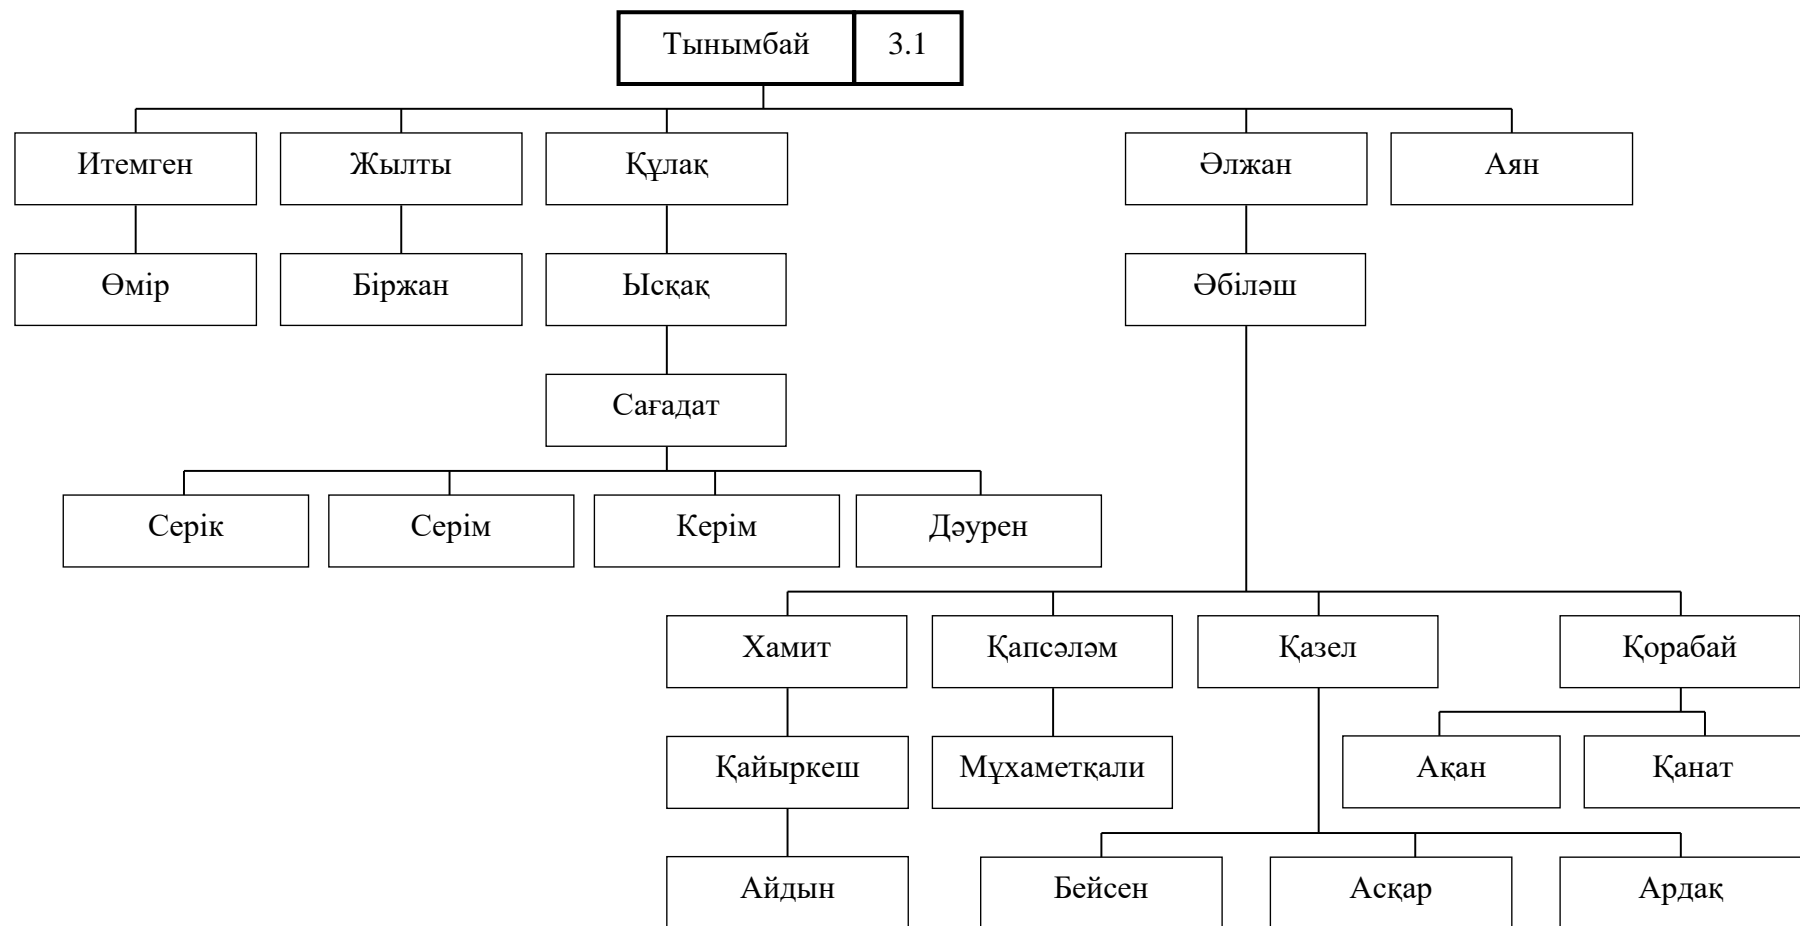 Тынымбай 3.1
Итемген Жылты Құлақ Әлжан Аян
Өмір Біржан Ысқақ Әбіләш
Сағадат
Серік Серім Керім Дәурен
Хамит Қапсәләм Қазел Қорабай
Қайыркеш Мұхаметқали Ақан Қанат
Айдын Бейсен Асқар Ардақ